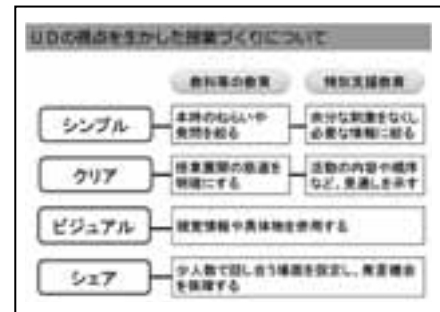 UDの視点を生かした授業づくりについて
教科等の教育 特別支援教育
シンプル 本時のねらいや 余分な刺激をなくし、
発問を絞る 必要な情報に絞る
クリア 授業展開の筋道を 活動の内容や順序
明確にする など、見通しを示す
ビジュアル 視覚情報や具体物を使用する
シェア 少人数で話し合う場面を設定し、発言機会
を保障する